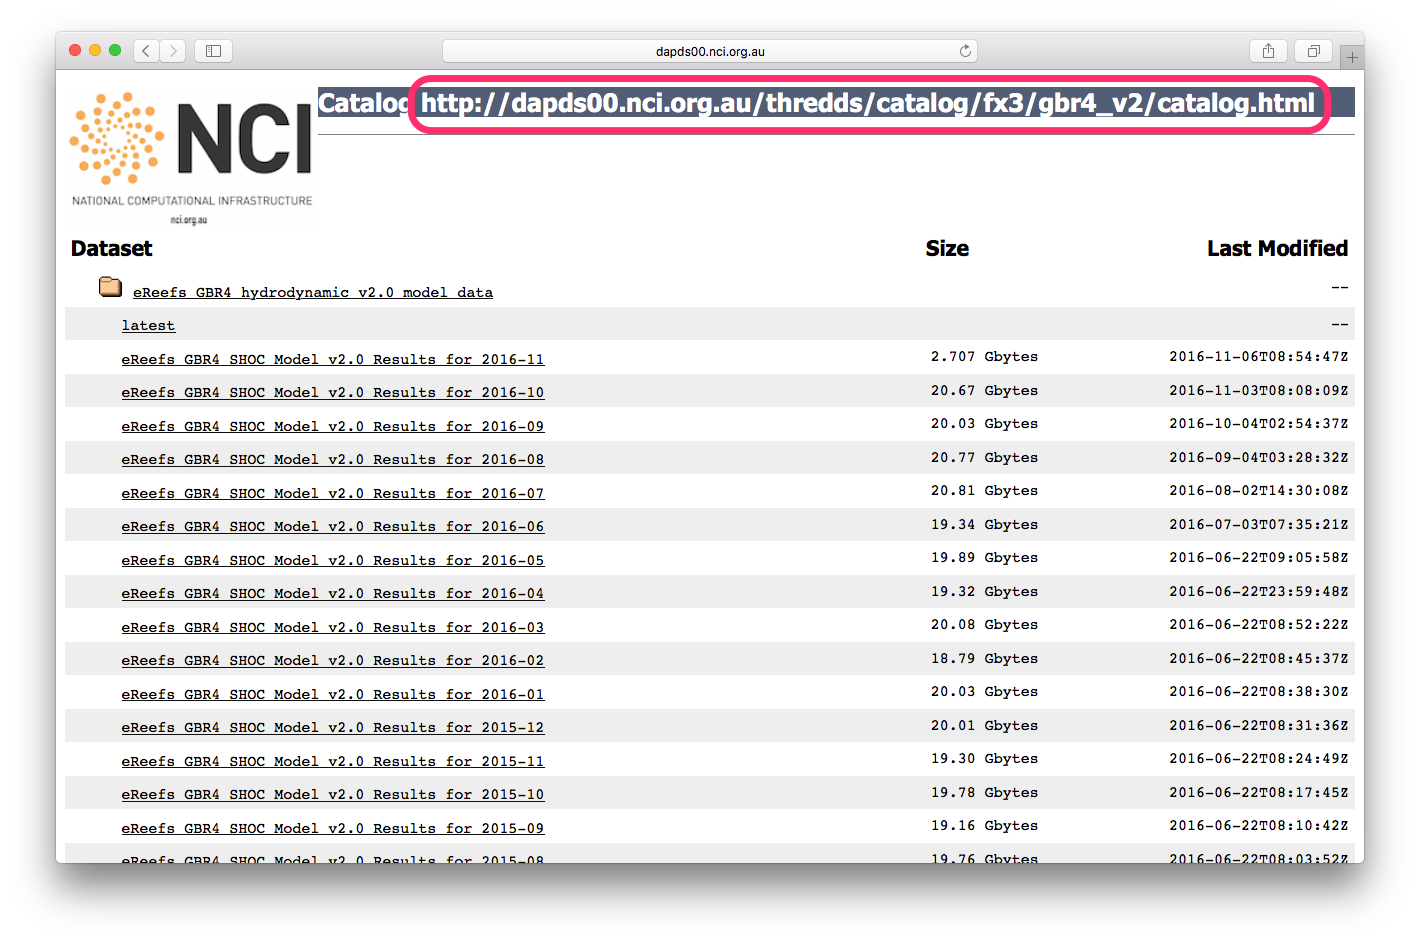 dapds00.nci.org.au
Catalog http://dapds00.nci.org.au/thredds/catalog/fx3/gbr4_v2/catalog.html
NCI
NATIONAL COMPUTATIONAL INFRASTRUCTURE
nci.org.au
Dataset Size Last Modified
eReefs GBR4 hydrodynamic v2.0 model data --
latest --
eReefs GBR4 SHOC Model v2.0 Results for 2016-11 2.707 Gbytes 2016-11-06T08:54:47Z
eReefs GBR4 SHOC Model v2.0 Results for 2016-10 20.67 Gbytes 2016-11-03T08:08:09Z
eReefs GBR4 SHOC Model v2.0 Results for 2016-09 20.03 Gbytes 2016-10-04T02:54:37Z
eReefs GBR4 SHOC Model v2.0 Results for 2016-08 20.77 Gbytes 2016-09-04T03:28:32Z
eReefs GBR4 SHOC Model v2.0 Results for 2016-07 20.81 Gbytes 2016-08-02T14:30:08Z
eReefs GBR4 SHOC Model v2.0 Results for 2016-06 19.34 Gbytes 2016-07-03T07:35:21Z
eReefs GBR4 SHOC Model v2.0 Results for 2016-05 19.89 Gbytes 2016-06-22T09:05:58Z
eReefs GBR4 SHOC Model v2.0 Results for 2016-04 19.32 Gbytes 2016-06-22T23:59:48Z
eReefs GBR4 SHOC Model v2.0 Results for 2016-03 20.08 Gbytes 2016-06-22T08:52:22Z
eReefs GBR4 SHOC Model v2.0 Results for 2016-02 18.79 Gbytes 2016-06-22T08:45:37Z
eReefs GBR4 SHOC Model v2.0 Results for 2016-01 20.03 Gbytes 2016-06-22T08:38:30Z
eReefs GBR4 SHOC Model v2.0 Results for 2015-12 20.01 Gbytes 2016-06-22T08:31:36Z
eReefs GBR4 SHOC Model v2.0 Results for 2015-11 19.30 Gbytes 2016-06-22T08:24:49Z
eReefs GBR4 SHOC Model v2.0 Results for 2015-10 19.78 Gbytes 2016-06-22T08:17:45Z
eReefs GBR4 SHOC Model v2.0 Results for 2015-09 19.16 Gbytes 2016-06-22T08:10:42Z
eReefs GBR4 SHOC Model v2.0 Results for 2015-08 19.76 Gbytes 2016-06-22T08:03:52Z